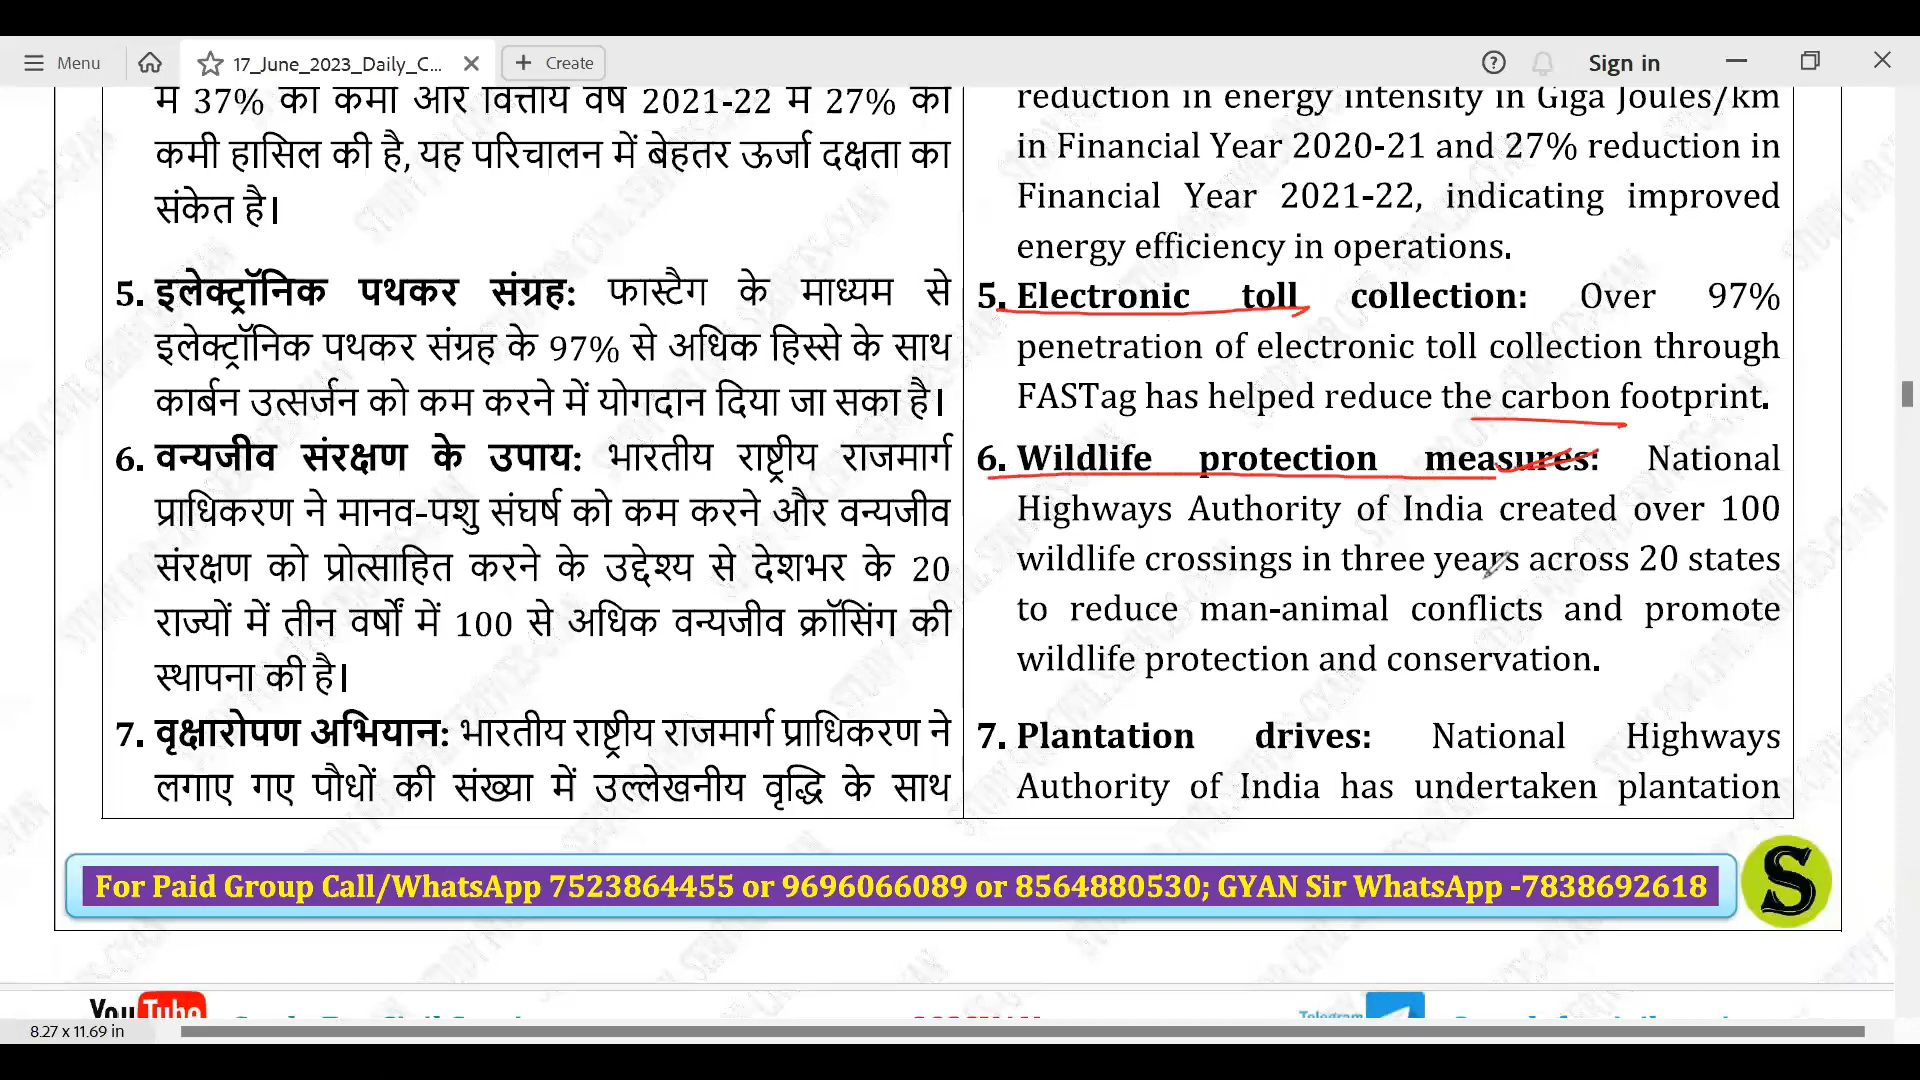 Menu
17_June_2023_Daily_C...
Create
Sign in
में 37% की कमी और वित्तीय वर्ष 2021-22 में 27% की
कमी हासिल की है, यह परिचालन में बेहतर ऊर्जा दक्षता का
संकेत है।
5. इलेक्ट्रॉनिक पथकर संग्रह: फास्टैग के माध्यम से
इलेक्ट्रॉनिक पथकर संग्रह के 97% से अधिक हिस्से के साथ
कार्बन उत्सर्जन को कम करने में योगदान दिया जा सका है।
6. वन्यजीव संरक्षण के उपाय: भारतीय राष्ट्रीय राजमार्ग
प्राधिकरण ने मानव-पशु संघर्ष को कम करने और वन्यजीव
संरक्षण को प्रोत्साहित करने के उद्देश्य से देशभर के 20
राज्यों में तीन वर्षों में 100 से अधिक वन्यजीव क्रॉसिंग की
स्थापना की है।
7. वृक्षारोपण अभियान: भारतीय राष्ट्रीय राजमार्ग प्राधिकरण ने
लगाए गए पौधों की संख्या में उल्लेखनीय वृद्धि के साथ
reduction in energy intensity in Giga Joules/km
in Financial Year 2020-21 and 27% reduction in
Financial Year 2021-22, indicating improved
energy efficiency in operations.
5. Electronic toll collection: Over 97%
penetration of electronic toll collection through
FASTag has helped reduce the carbon footprint.
6. Wildlife protection measures: National
Highways Authority of India created over 100
wildlife crossings in three years across 20 states
to reduce man-animal conflicts and promote
wildlife protection and conservation.
7. Plantation drives: National Highways
Authority of India has undertaken plantation
For Paid Group Call/WhatsApp 7523864455 or 9696066089 or 8564880530; GYAN Sir WhatsApp -7838692618
S
YouTube
Telegram
8.27 x 11.69 in